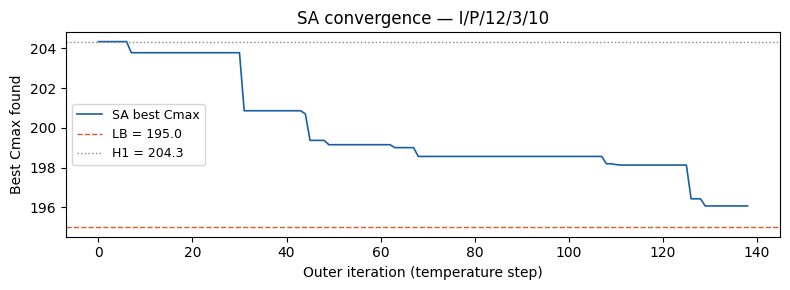 SA convergence — I/P/12/3/10
Best Cmax found
204
202
200
198
196
SA best Cmax
LB = 195.0
H1 = 204.3
0
20
40
60
80
100
120
140
Outer iteration (temperature step)